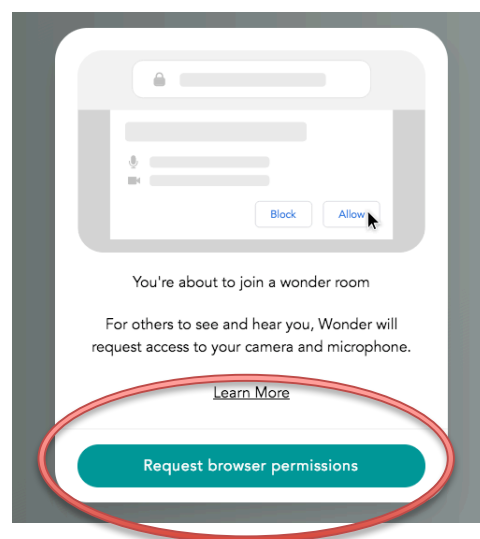 Block Allow
You're about to join a wonder room
For others to see and hear you, Wonder will
request access to your camera and microphone.
Learn More
Request browser permissions